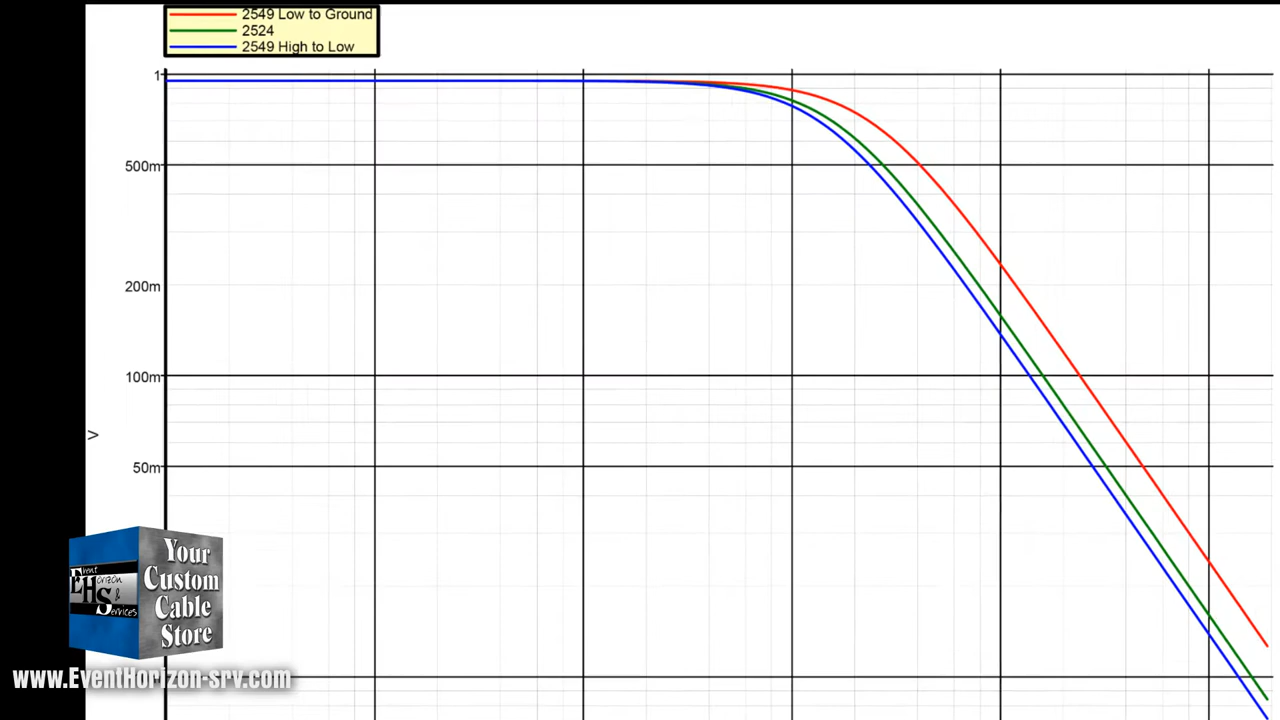 2549 Low to Ground
2524
2549 High to Low
1
500m
200m
100m
50m
V
Event
Horizon
&
Services
EHS
Your
Custom
Cable
Store
www.EventHorizon-srv.com